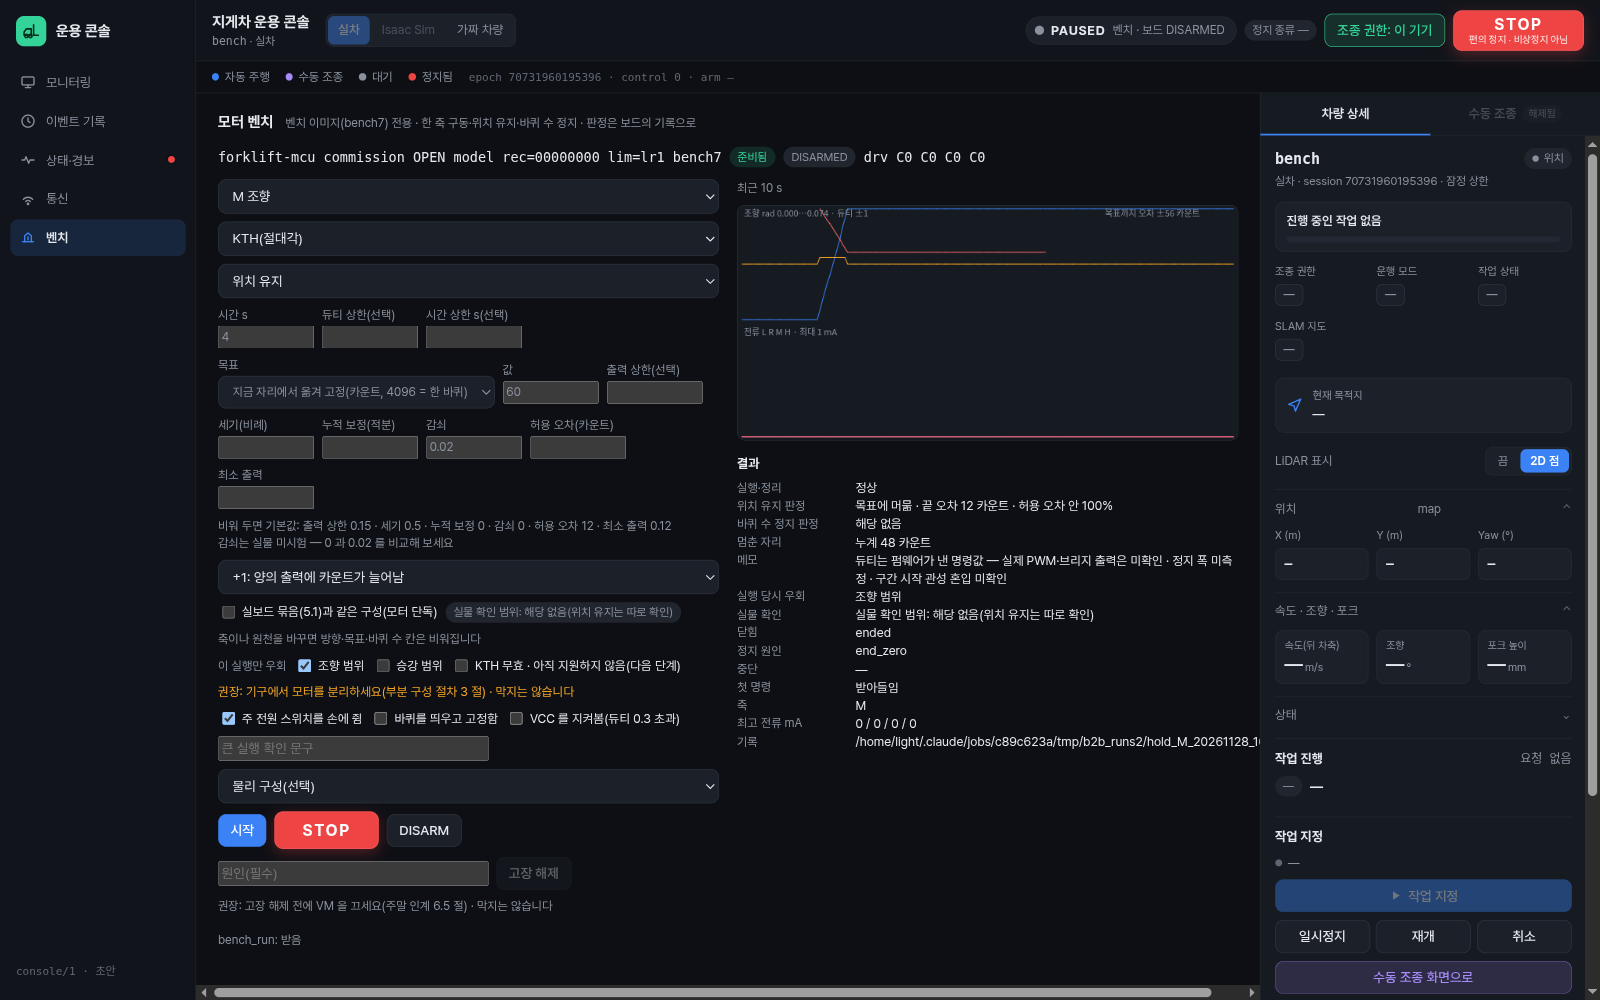 운용 콘솔
모니터링
이벤트 기록
상태·경보
통신
벤치
console/1 · 초안
지게차 운용 콘솔
bench · 실차
실차
Isaac Sim
가짜 차량
PAUSED 벤치 · 보드 DISARMED
정지 종류 —
조종 권한: 이 기기
STOP
편의 정지 · 비상정지 아님
자동 주행
수동 조종
대기
정지됨
epoch 70731960195396 · control 0 · arm —
모터 벤치 벤치 이미지(bench7) 전용 · 한 축 구동·위치 유지·바퀴 수 정지 · 판정은 보드의 기록으로
forklift-mcu commission OPEN model rec=00000000 lim=lr1 bench7 준비됨 DISARMED drv C0 C0 C0 C0
M 조향
KTH(절대각)
위치 유지
시간 s 듀티 상한(선택) 시간 상한 s(선택)
4
목표 값 출력 상한(선택)
지금 자리에서 옮겨 고정(카운트, 4096 = 한 바퀴) 60
세기(비례) 누적 보정(적분) 감쇠 허용 오차(카운트)
0.02
최소 출력
비워 두면 기본값: 출력 상한 0.15 · 세기 0.5 · 누적 보정 0 · 감쇠 0 · 허용 오차 12 · 최소 출력 0.12
감쇠는 실물 미시험 — 0 과 0.02 를 비교해 보세요
+1: 양의 출력에 카운트가 늘어남
실보드 묶음(5.1)과 같은 구성(모터 단독) 실물 확인 범위: 해당 없음(위치 유지는 따로 확인)
축이나 원천을 바꾸면 방향·목표·바퀴 수 칸은 비워집니다
이 실행만 우회 조향 범위 승강 범위 KTH 무효 · 아직 지원하지 않음(다음 단계)
권장: 기구에서 모터를 분리하세요(부분 구성 절차 3 절) · 막지는 않습니다
주 전원 스위치를 손에 쥠 바퀴를 띄우고 고정함 VCC 를 지켜봄(듀티 0.3 초과)
큰 실행 확인 문구
물리 구성(선택)
시작
STOP
DISARM
원인(필수)
고장 해제
권장: 고장 해제 전에 VM 을 끄세요(주말 인계 6.5 절) · 막지는 않습니다
bench_run: 받음
최근 10 s
조향 rad 0.000…0.074 · 듀티 ±1
목표까지 오차 ±56 카운트
전류 L R M H · 최대 1 mA
결과
실행·정리 정상
위치 유지 판정 목표에 머묾 · 끝 오차 12 카운트 · 허용 오차 안 100%
바퀴 수 정지 판정 해당 없음
멈춘 자리 누계 48 카운트
메모 듀티는 펌웨어가 낸 명령값 — 실제 PWM·브리지 출력은 미확인 · 정지 폭 미측
정 · 구간 시작 관성 혼입 미확인
실행 당시 우회 조향 범위
실물 확인 실물 확인 범위: 해당 없음(위치 유지는 따로 확인)
닫힘 ended
정지 원인 end_zero
중단 —
첫 명령 받아들임
축 M
최고 전류 mA 0 / 0 / 0 / 0
기록 /home/light/.claude/jobs/c89c623a/tmp/b2b_runs2/hold_M_20261128_1
차량 상세
수동 조종 해제됨
bench 위치
실차 · session 70731960195396 · 잠정 상한
진행 중인 작업 없음
조종 권한 운행 모드 작업 상태
— — —
SLAM 지도
—
현재 목적지
—
LiDAR 표시 끔 2D 점
위치 map
X (m) Y (m) Yaw (°)
– – –
속도 · 조향 · 포크
속도(뒤 차축) 조향 포크 높이
— m/s — ° — mm
상태
작업 진행 요청 없음
— —
작업 지정
—
작업 지정
일시정지 재개 취소
수동 조종 화면으로